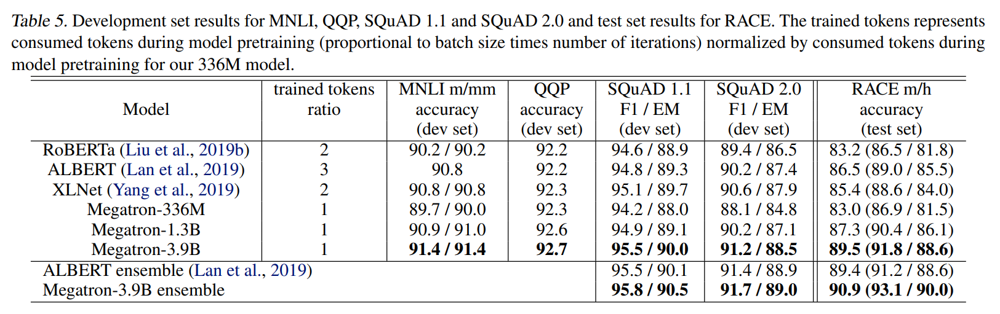 Table 5. Development set results for MNLI, QQP, SQuAD 1.1 and SQuAD 2.0 and test set results for RACE. The trained tokens represents
consumed tokens during model pretraining (proportional to batch size times number of iterations) normalized by consumed tokens during
model pretraining for our 336M model.
trained tokens MNLI m/mm QQP SQuAD 1.1 SQuAD 2.0 RACE m/h
Model ratio accuracy accuracy F1 / EM F1 / EM accuracy
(dev set) (dev set) (dev set) (dev set) (test set)
RoBERTa (Liu et al., 2019b) 2 90.2 / 90.2 92.2 94.6 / 88.9 89.4 / 86.5 83.2 (86.5 / 81.8)
ALBERT (Lan et al., 2019) 3 90.8 92.2 94.8 / 89.3 90.2 / 87.4 86.5 (89.0 / 85.5)
XLNet (Yang et al., 2019) 2 90.8 / 90.8 92.3 95.1 / 89.7 90.6 / 87.9 85.4 (88.6 / 84.0)
Megatron-336M 1 89.7 / 90.0 92.3 94.2 / 88.0 88.1 / 84.8 83.0 (86.9 / 81.5)
Megatron-1.3B 1 90.9 / 91.0 92.6 94.9 / 89.1 90.2 / 87.1 87.3 (90.4 / 86.1)
Megatron-3.9B 1 91.4 / 91.4 92.7 95.5 / 90.0 91.2 / 88.5 89.5 (91.8 / 88.6)
ALBERT ensemble (Lan et al., 2019) 95.5 / 90.1 91.4 / 88.9 89.4 (91.2 / 88.6)
Megatron-3.9B ensemble 95.8 / 90.5 91.7 / 89.0 90.9 (93.1 / 90.0)